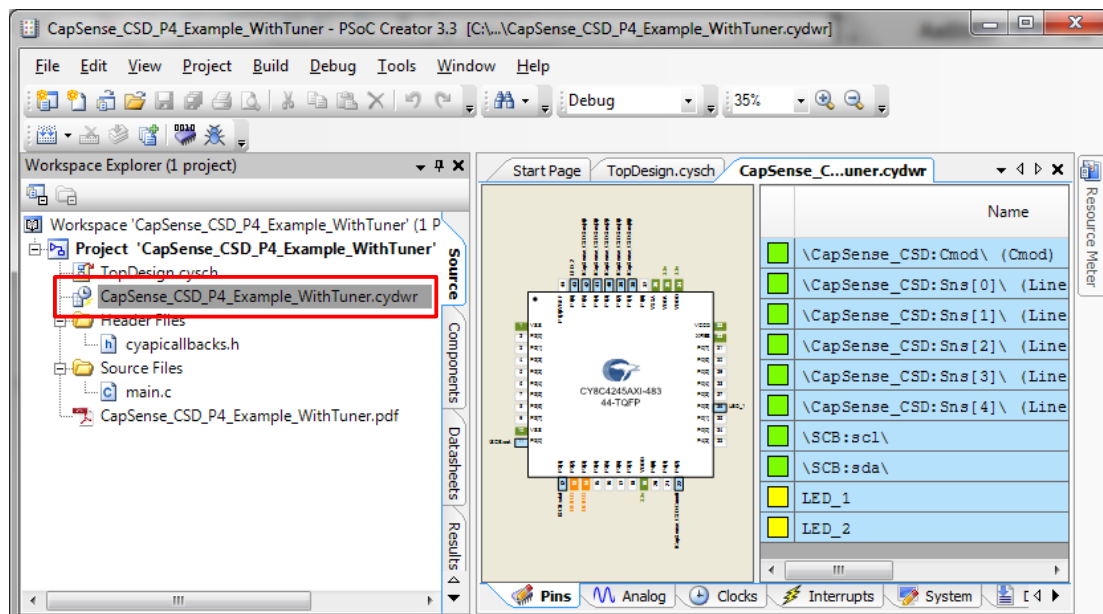 CapSense_CSD_P4_Example_WithTuner - PSoC Creator 3.3 [C:\...\CapSense_CSD_P4_Example_WithTuner.cydwr]
File Edit View Project Build Debug Tools Window Help
Debug 35%
Workspace Explorer (1 project)
Workspace 'CapSense_CSD_P4_Example_WithTuner' (1 P
Project 'CapSense_CSD_P4_Example_WithTuner'
TopDesign.cysch
CapSense_CSD_P4_Example_WithTuner.cydwr
Header Files
cyapicallbacks.h
Source Files
main.c
CapSense_CSD_P4_Example_WithTuner.pdf
Source
Components
Datasheets
Results
Start Page TopDesign.cysch CapSense_C...uner.cydwr
CY8C4245AXI-483
44-TQFP
LED_1
Name
\CapSense_CSD:Cmod\ (Cmod)
\CapSense_CSD:Sns[0]\ (Line
\CapSense_CSD:Sns[1]\ (Line
\CapSense_CSD:Sns[2]\ (Line
\CapSense_CSD:Sns[3]\ (Line
\CapSense_CSD:Sns[4]\ (Line
\SCB:scl\
\SCB:sda\
LED_1
LED_2
Pins Analog Clocks Interrupts System
Resource Meter